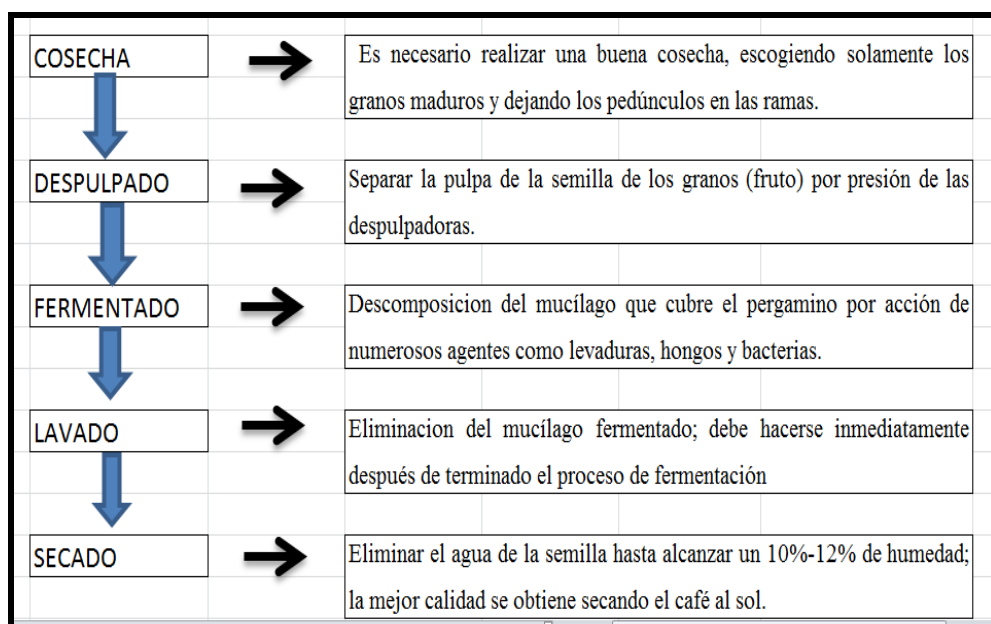 COSECHA
Es necesario realizar una buena cosecha, escogiendo solamente los
granos maduros y dejando los pedúnculos en las ramas.
DESPULPADO
Separar la pulpa de la semilla de los granos (fruto) por presión de las
despulpadoras.
FERMENTADO
Descomposicion del mucílago que cubre el pergamino por acción de
numerosos agentes como levaduras, hongos y bacterias.
LAVADO
Eliminacion del mucílago fermentado; debe hacerse inmediatamente
después de terminado el proceso de fermentación
SECADO
Eliminar el agua de la semilla hasta alcanzar un 10%-12% de humedad;
la mejor calidad se obtiene secando el café al sol.